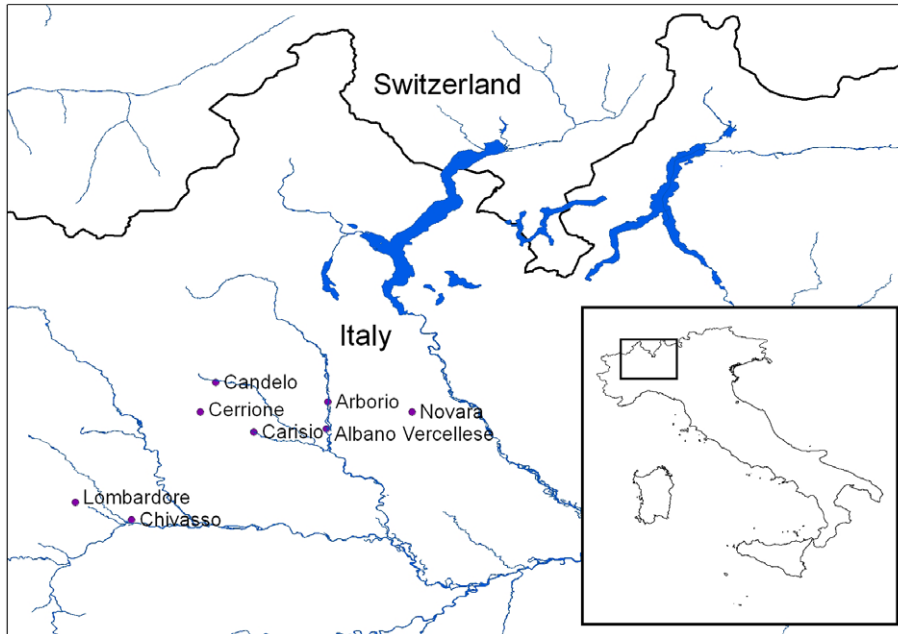 Switzerland
Italy
Candelo
Arborio
Cerrione
Novara
Carisio
Albano Vercellese
Lombardore
Chivasso